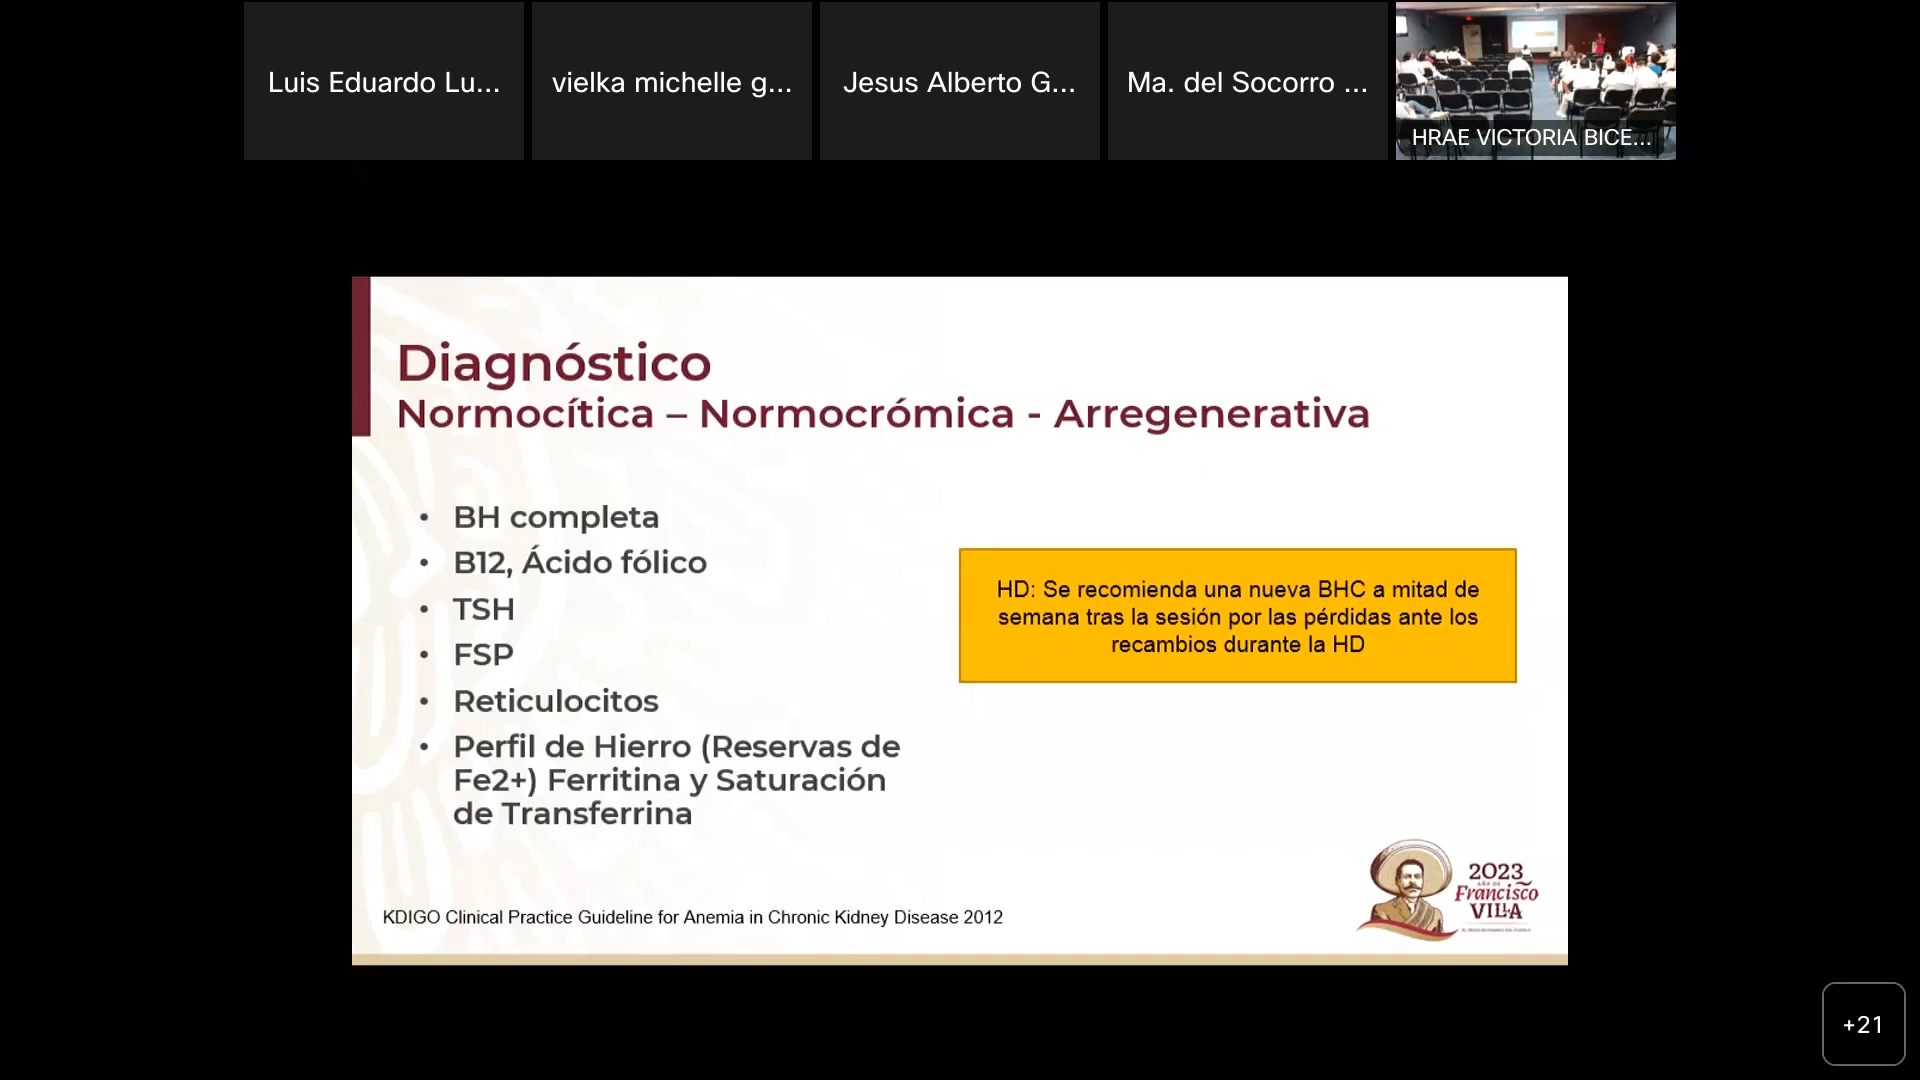 Luis Eduardo Lu...
vielka michelle g...
Jesus Alberto G...
Ma. del Socorro ...
HRAE VICTORIA BICE...
Diagnóstico
Normocítica – Normocrómica - Arregenerativa
• BH completa
• B12, Ácido fólico
• TSH
• FSP
• Reticulocitos
• Perfil de Hierro (Reservas de
Fe2+) Ferritina y Saturación
de Transferrina
HD: Se recomienda una nueva BHC a mitad de
semana tras la sesión por las pérdidas ante los
recambios durante la HD
KDIGO Clinical Practice Guideline for Anemia in Chronic Kidney Disease 2012
2023
AÑO DE
Francisco
VILLA
+21